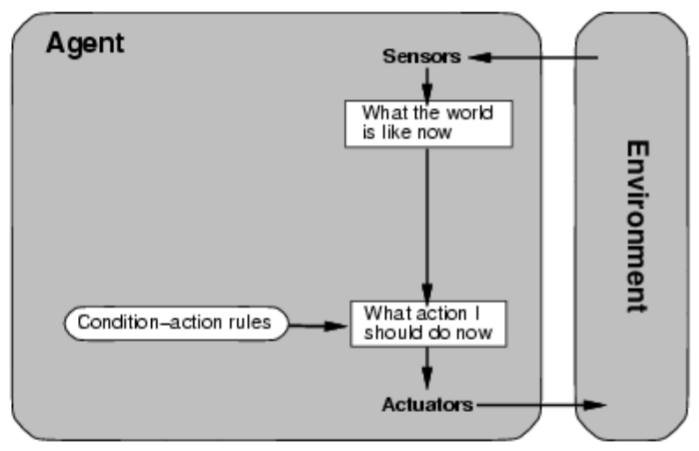 Agent
Sensors
What the world
is like now
Environment
Condition–action rules
What action I
should do now
Actuators